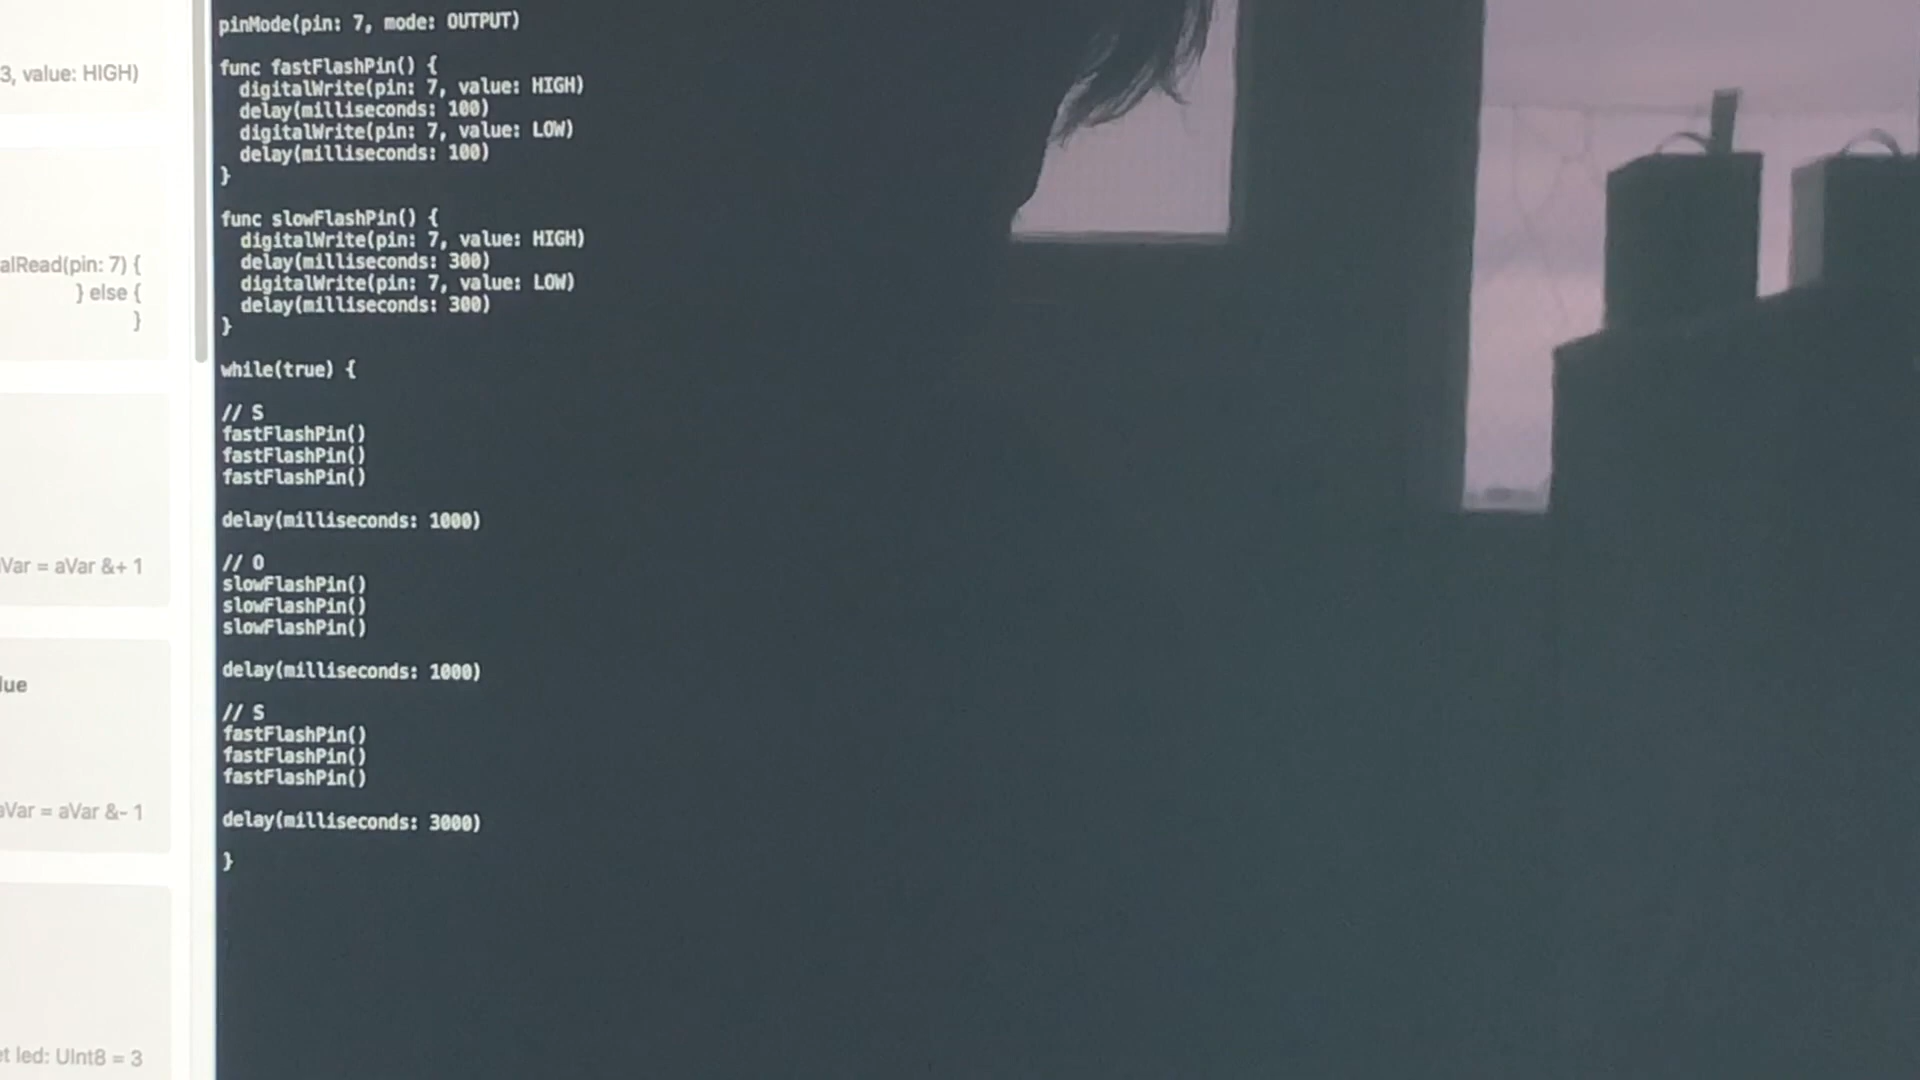 3, value: HIGH)
alRead(pin: 7) {
} else {
}
Var = aVar &+ 1
lue
aVar = aVar &- 1
et led: UInt8 = 3
pinMode(pin: 7, mode: OUTPUT)
func fastFlashPin() {
digitalWrite(pin: 7, value: HIGH)
delay(milliseconds: 100)
digitalWrite(pin: 7, value: LOW)
delay(milliseconds: 100)
}
func slowFlashPin() {
digitalWrite(pin: 7, value: HIGH)
delay(milliseconds: 300)
digitalWrite(pin: 7, value: LOW)
delay(milliseconds: 300)
}
while(true) {
// S
fastFlashPin()
fastFlashPin()
fastFlashPin()
delay(milliseconds: 1000)
// O
slowFlashPin()
slowFlashPin()
slowFlashPin()
delay(milliseconds: 1000)
// S
fastFlashPin()
fastFlashPin()
fastFlashPin()
delay(milliseconds: 3000)
}